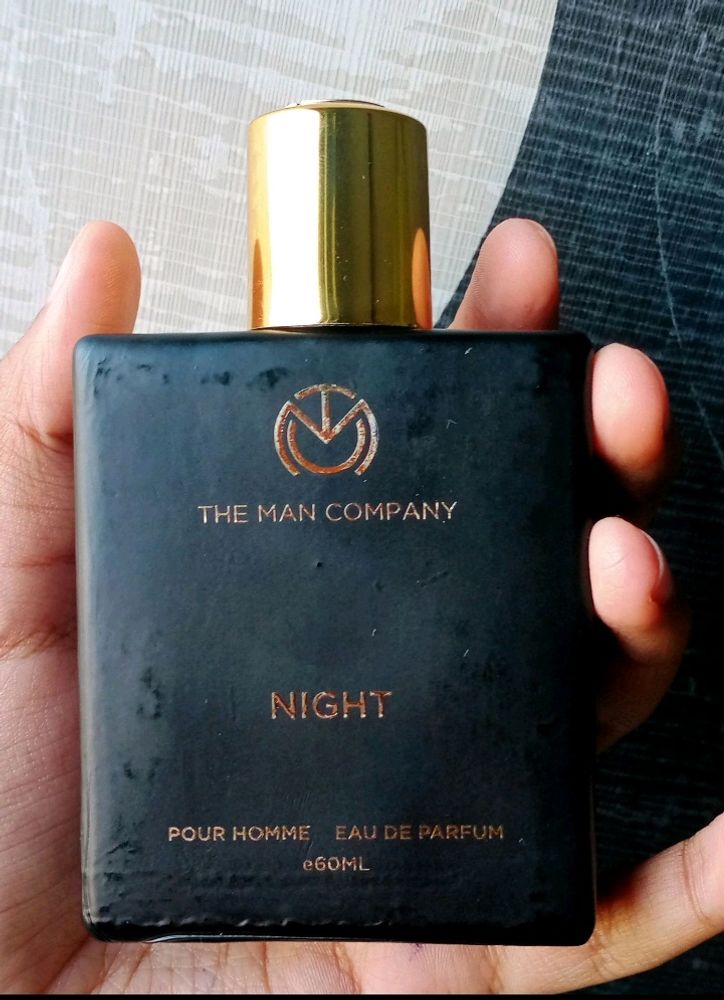 THE MAN COMPANY
NIGHT
POUR HOMME EAU DE PARFUM
e60ML